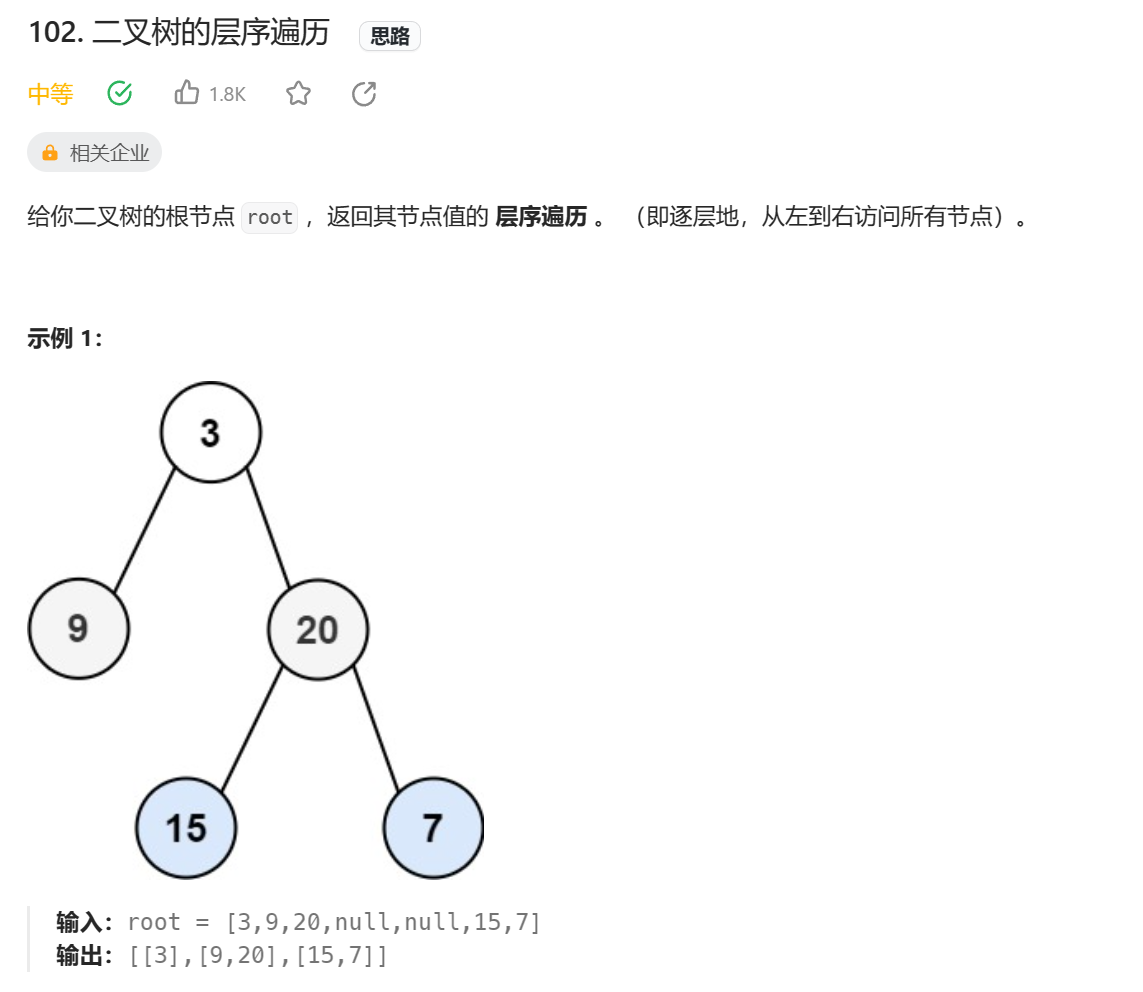 102. 二叉树的层序遍历 思路
中等 1.8K
相关企业
给你二叉树的根节点 root ，返回其节点值的 层序遍历 。 （即逐层地，从左到右访问所有节点）。
示例 1：
3
9 20
15 7
输入：root = [3,9,20,null,null,15,7]
输出：[[3],[9,20],[15,7]]